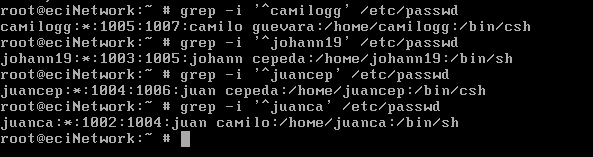 root@eciNetwork:~ # grep -i '^camilogg' /etc/passwd
camilogg:*:1005:1007:camilo guevara:/home/camilogg:/bin/csh
root@eciNetwork:~ # grep -i '^johann19' /etc/passwd
johann19:*:1003:1005:johann cepeda:/home/johann19:/bin/sh
root@eciNetwork:~ # grep -i '^juancep' /etc/passwd
juancep:*:1004:1006:juan cepeda:/home/juancep:/bin/csh
root@eciNetwork:~ # grep -i '^juanca' /etc/passwd
juanca:*:1002:1004:juan camilo:/home/juanca:/bin/sh
root@eciNetwork:~ #